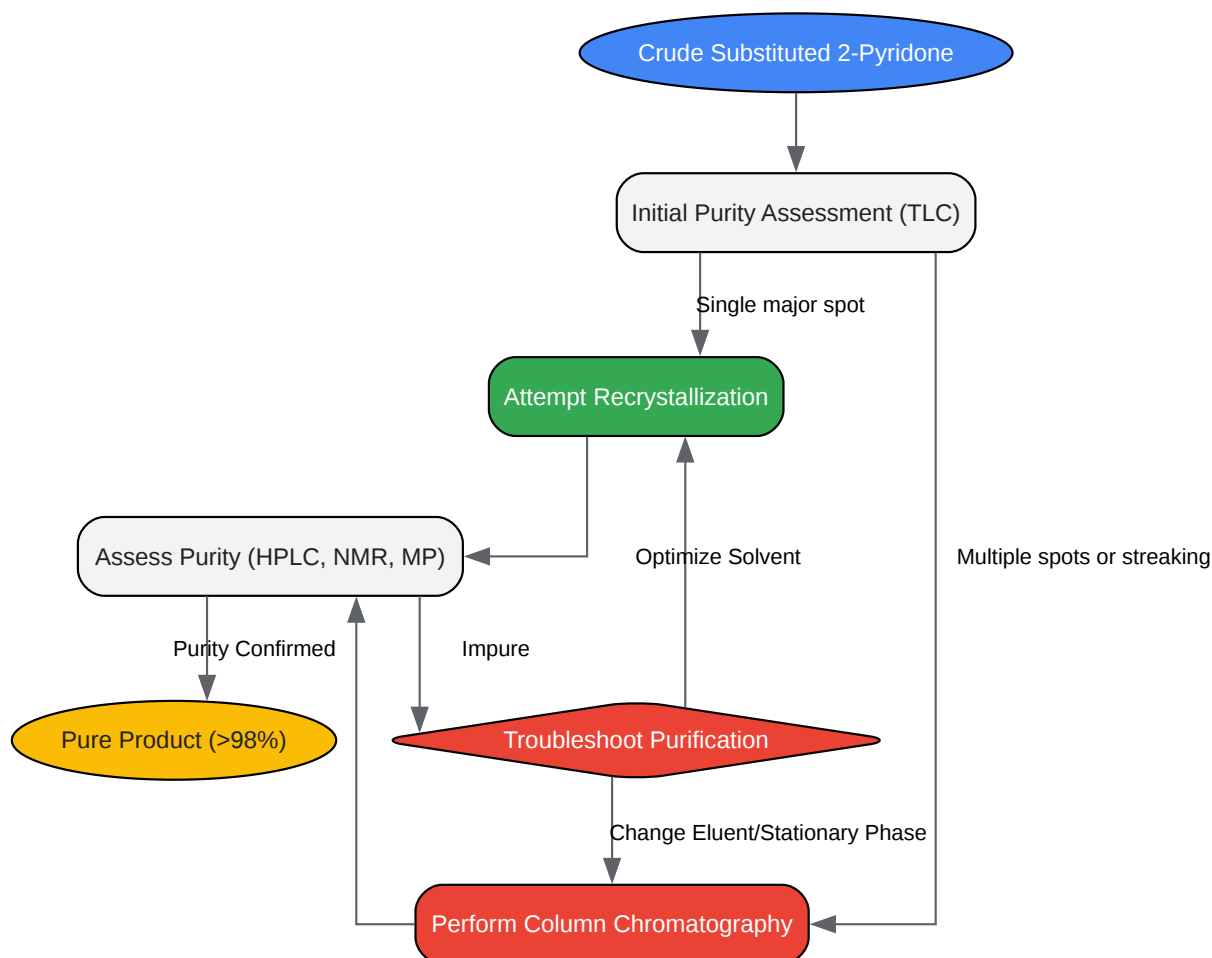 Crude Substituted 2-Pyridone
Initial Purity Assessment (TLC)
Single major spot
Attempt Recrystallization
Assess Purity (HPLC, NMR, MP)
Optimize Solvent
Multiple spots or streaking
Purity Confirmed
Impure
Pure Product (>98%)
Troubleshoot Purification
Change Eluent/Stationary Phase
Perform Column Chromatography